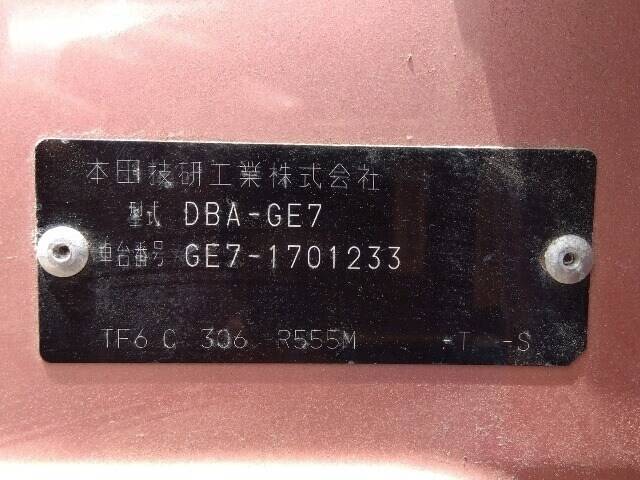 本田技研工業株式会社
型式 DBA-GE7
車台番号 GE7-1701233
TF6 C 306 R555M -T -S